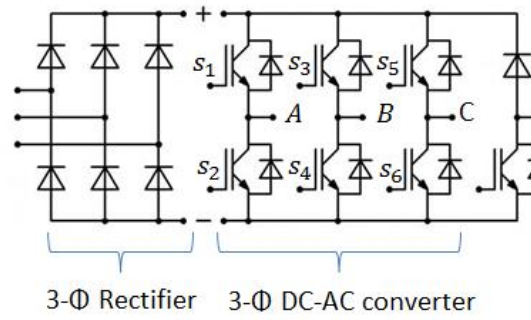 +
s1 s3 s5
A B C
s2 s4 s6
−
3-Φ Rectifier 3-Φ DC-AC converter